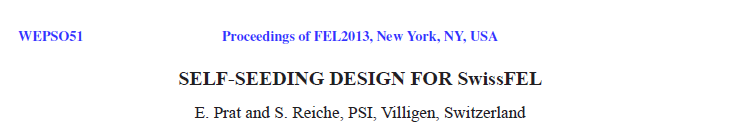 WEPSO51 Proceedings of FEL2013, New York, NY, USA
SELF-SEEDING DESIGN FOR SwissFEL
E. Prat and S. Reiche, PSI, Villigen, Switzerland